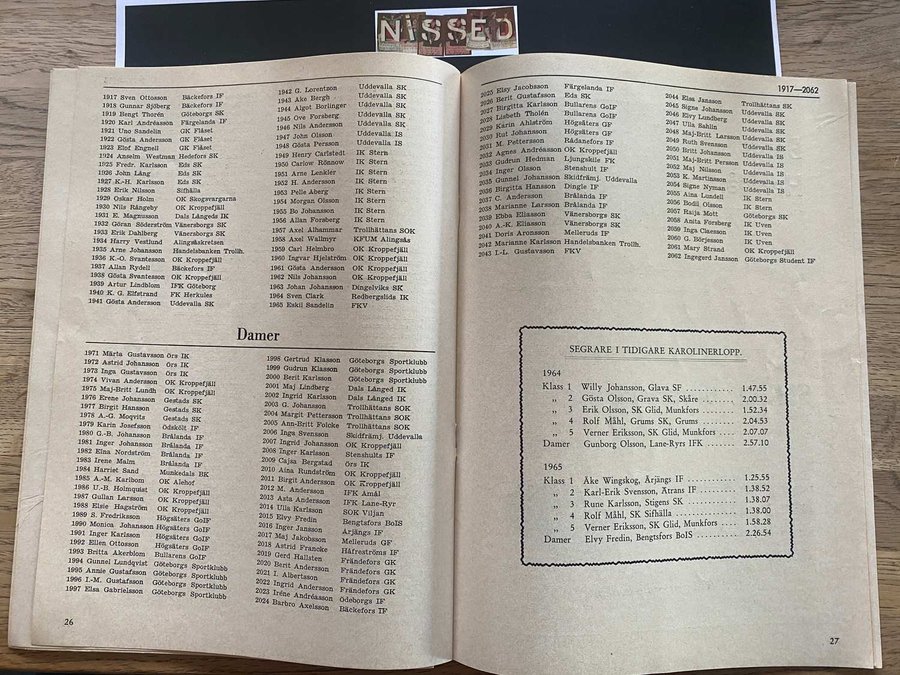 NiSSED
1917 Sven Ottosson Bäckefors IF
1918 Gunnar Sjöberg Bäckefors IF
1919 Bengt Thorén Göteborgs SK
1920 Karl Andréasson Färgelanda IF
1921 Uno Sandelin GK Fläsel
1922 Gösta Andersson GK Fläsel
1923 Elof Engnell GK Fläsel
1924 Anselm Westman Hedefors SK
1925 Fredr. Karlsson Eds SK
1926 John Lång Eds SK
1927 K.-H. Karlsson Eds SK
1928 Erik Nilsson Sifhälla
1929 Oskar Holm OK Skogsvargarna
1930 Nils Rångeby OK Kroppefjäll
1931 E. Magnusson Dals Långeds IK
1932 Göran Söderström Vänersborgs SK
1933 Erik Dahlberg Vänersborgs SK
1934 Harry Vestlund Alingsåskretsen
1935 Arne Johansson Handelsbanken Trollh.
1936 K.-O. Svantesson OK Kroppefjäll
1937 Allan Rydell Bäckefors IF
1938 Gösta Svantesson OK Kroppefjäll
1939 Artur Lindblom IFK Göteborg
1940 K. G. Elfstrand FK Herkules
1941 Gösta Andersson Uddevalla SK
1942 G. Lorentzon Uddevalla SK
1943 Ake Bergh Uddevalla SK
1944 Algot Borlinger Uddevalla SK
1945 Ove Forsberg Uddevalla SK
1946 Nils Andersson Uddevalla SK
1947 John Olsson Uddevalla IS
1948 Gösta Persson Uddevalla SK
1949 Henry Carlstedt IK Stern
1950 Carlow Rönnow IK Stern
1951 Arne Lenkler IK Stern
1952 H. Andersson IK Stern
1953 Pelle Åberg IK Stern
1954 Morgan Olsson IK Stern
1955 Bo Johansson IK Stern
1956 Allan Forsberg IK Stern
1957 Axel Alhammar Trollhättans SOK
1958 Axel Wallmyr KFUM Alingsås
1959 Carl Helmbro OK Kroppefjäll
1960 Ingvar Hjelström OK Kroppefjäll
1961 Gösta Andersson OK Kroppefjäll
1962 Nils Johansson OK Kroppefjäll
1963 Johan Johansson Dingelviks SK
1964 Sven Clark Redbergslids IK
1965 Eskil Sandelin FKV
Damer
1971 Märta Gustavsson Örs IK
1972 Astrid Johansson Örs IK
1973 Inga Gustavsson Örs IK
1974 Vivan Andersson OK Kroppefjäll
1975 Maj-Britt Lundh OK Kroppefjäll
1976 Erene Johansson Gestads SK
1977 Birgit Hansson Gestads SK
1978 A.-G. Moqvits Gestads SK
1979 Karin Josefsson Ödskölt IF
1980 G.-B. Johansson Brålanda IF
1981 Inger Johansson Brålanda IF
1982 Elna Nordström Brålanda IF
1983 Irene Malm Brålanda IF
1984 Harriet Sand Munkedals BK
1985 A.-M. Karlbom OK Alehof
1986 U.-B. Holmquist OK Kroppefjäll
1987 Gullan Larsson OK Kroppefjäll
1988 Elsie Hagström OK Kroppefjäll
1989 S. Fredriksson Högsäters GoIF
1990 Monica Johansson Högsäters GoIF
1991 Inger Karlsson Högsäters GoIF
1992 Ellen Ottosson Högsäters GoIF
1993 Britta Åkerblom Bullarens GoIF
1994 Gunnel Lundqvist Göteborgs Sportklubb
1995 Annie Gustafsson Göteborgs Sportklubb
1996 I.-M. Gustafsson Göteborgs Sportklubb
1997 Elsa Gabrielsson Göteborgs Sportklubb
1998 Gertrud Klasson Göteborgs Sportklubb
1999 Gudrun Klasson Göteborgs Sportklubb
2000 Berit Karlsson Göteborgs Sportklubb
2001 Maj Lindberg Dals Långed IK
2002 Ingrid Karlsson Dals Långed IK
2003 G. Johansson Trollhättans SOK
2004 Margit Pettersson Trollhättans SOK
2005 Ann-Britt Folcke Trollhättans SOK
2006 Inga Svensson Skidfrämj. Uddevalla
2007 Ingrid Johansson OK Kroppefjäll
2008 Inger Karlsson Stenshults IF
2009 Cajsa Bergstad Örs IK
2010 Aina Rundström OK Kroppefjäll
2011 Birgit Andersson OK Kroppefjäll
2012 M. Andersson IFK Åmål
2013 Asta Andersson IFK Lane-Ryr
2014 Ulla Karlsson SOK Viljan
2015 Elvy Fredin Bengtsfors BoIS
2016 Inger Jansson Årjängs IF
2017 Maj Jakobsson Melleruds GF
2018 Astrid Francke Håfreströms IF
2019 Gerd Hallsten Frändefors GK
2020 Berit Andersson Frändefors GK
2021 I. Albertsson Frändefors GK
2022 Ingrid Andersson Frändefors GK
2023 Iréne Andréasson Ödeborgs IF
2024 Barbro Axelsson Bäckefors IF
26
1917—2062
2025 Elsy Jacobsson Färgelanda IF
2026 Berit Gustafsson Eds SK
2027 Birgitta Karlsson Bullarens GoIF
2028 Lisbeth Tholén Bullarens GoIF
2029 Karin Ahlström Högsäters GF
2030 Rut Johansson Högsäters GF
2031 M. Pettersson Rådanefors IF
2032 Agnes Andréasson OK Kroppefjäll
2033 Gudrun Hedman Ljungskile FK
2034 Inger Olsson Stenshult IF
2035 Gunnel Johansson Skidfrämj. Uddevalla
2036 Birgitta Hansson Dingle IF
2037 C. Andersson Brålanda IF
2038 Marianne Larsson Brålanda IF
2039 Ebba Eliasson Vänersborgs SK
2040 A.-K. Eliasson Vänersborgs SK
2041 Doris Aronsson Melleruds IF
2042 Marianne Karlsson Handelsbanken Trollh.
2043 I.-L. Gustavsson FKV
2044 Elsa Jansson Trollhättans SK
2045 Signe Johansson Uddevalla SK
2046 Elvy Lundberg Uddevalla SK
2047 Ulla Sahlin Uddevalla SK
2048 Maj-Britt Larsson Uddevalla SK
2049 Ruth Svensson Uddevalla SK
2050 Britt Johansson Uddevalla IS
2051 Maj-Britt Persson Uddevalla IS
2052 Maj Nilsson Uddevalla IS
2053 K. Martinsson Uddevalla IS
2054 Signe Nyman Uddevalla IS
2055 Aina Lundell IK Stern
2056 Bodil Olsson IK Stern
2057 Raija Mott Göteborgs SK
2058 Anita Forsberg IK Uven
2059 Inga Claesson IK Uven
2060 G. Börjesson IK Uven
2061 Mary Strand OK Kroppefjäll
2062 Ingegerd Jansson Göteborgs Student IF
SEGRARE I TIDIGARE KAROLINERLOPP.
1964
Klass 1 Willy Johansson, Glava SF .......... 1.47.55
„ 2 Gösta Olsson, Grava SK, Skåre ....... 2.00.32
„ 3 Erik Olsson, SK Glid, Munkfors ...... 1.52.34
„ 4 Rolf Måhl, Grums SK, Grums ........ 2.04.53
„ 5 Verner Eriksson, SK Glid, Munkfors .... 2.07.07
Damer Gunborg Olsson, Lane-Ryrs IFK ........ 2.57.10
1965
Klass 1 Åke Wingskog, Årjängs IF ............ 1.25.55
„ 2 Karl-Erik Svensson, Ätrans IF .......... 1.38.52
„ 3 Rune Karlsson, Stigens SK ............ 1.38.07
„ 4 Rolf Måhl, SK Sifhälla ................ 1.38.00
„ 5 Verner Eriksson, SK Glid, Munkfors .... 1.58.28
Damer Elvy Fredin, Bengtsfors BoIS .......... 2.26.54
27